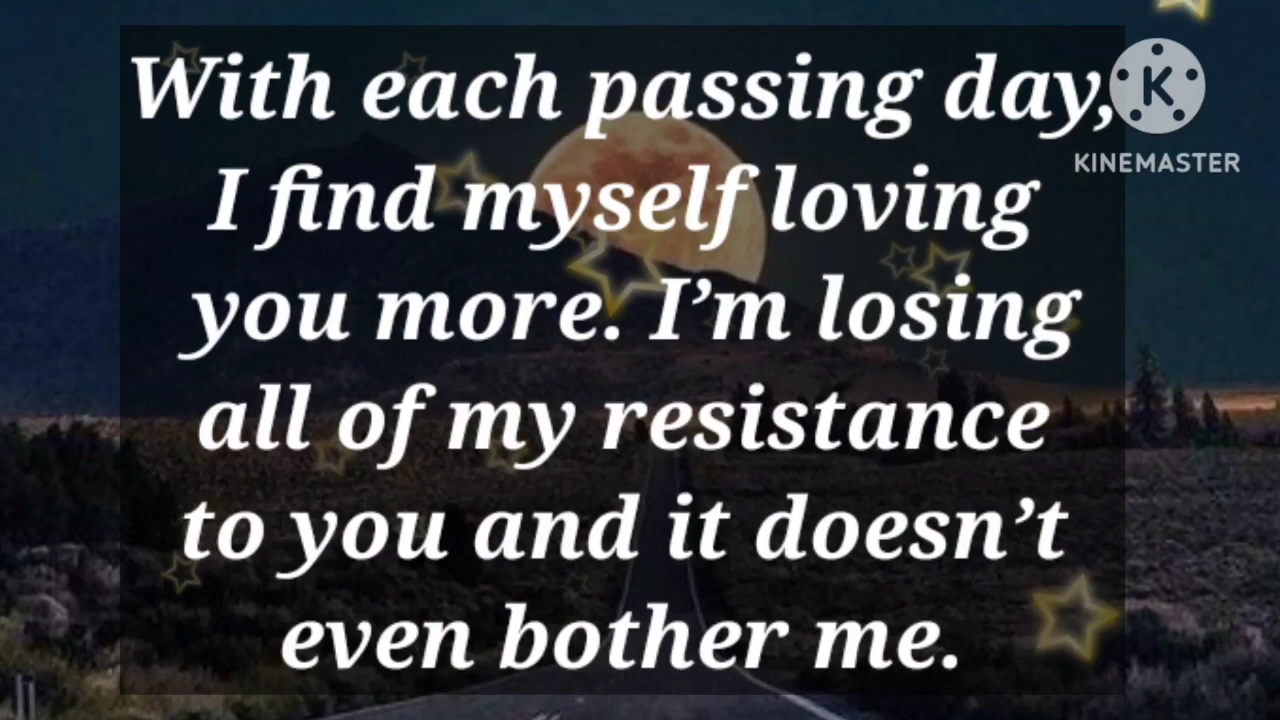 With each passing day,
I find myself loving
you more. I’m losing
all of my resistance
to you and it doesn’t
even bother me.
K
KINEMASTER